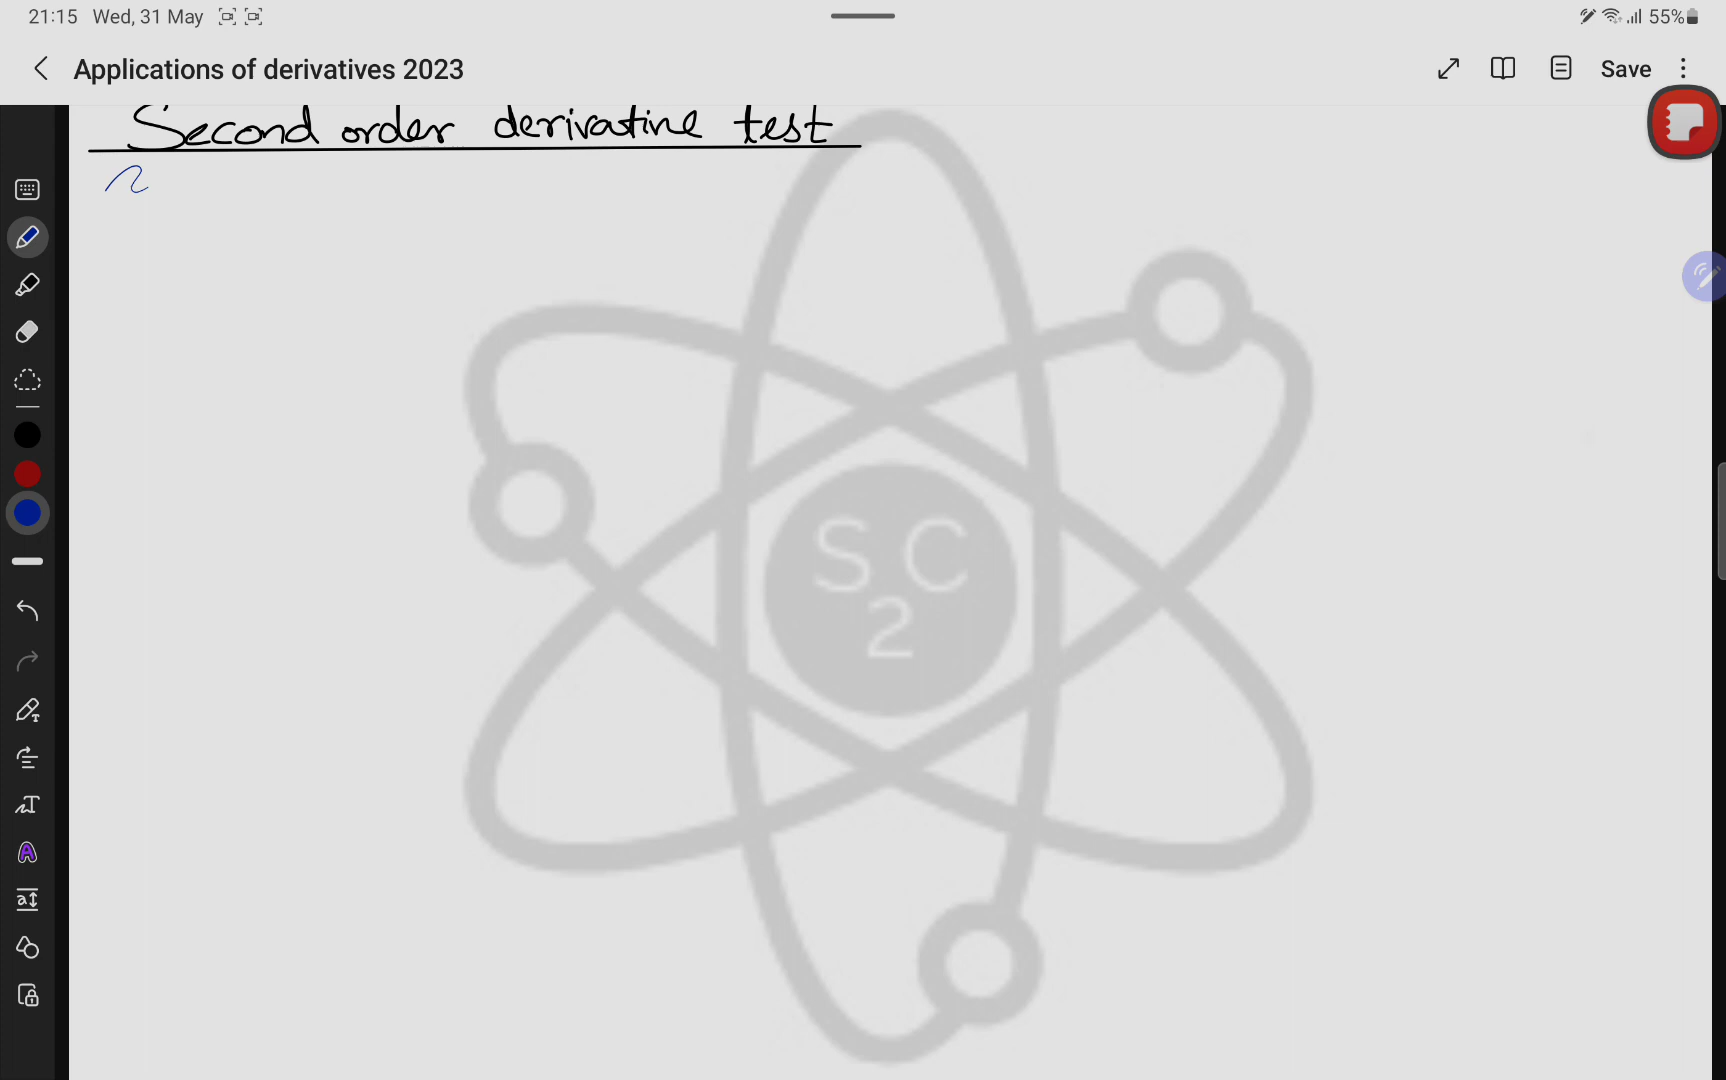 21:15 Wed, 31 May 55%
Applications of derivatives 2023
Save
Second order derivative test
S C
2